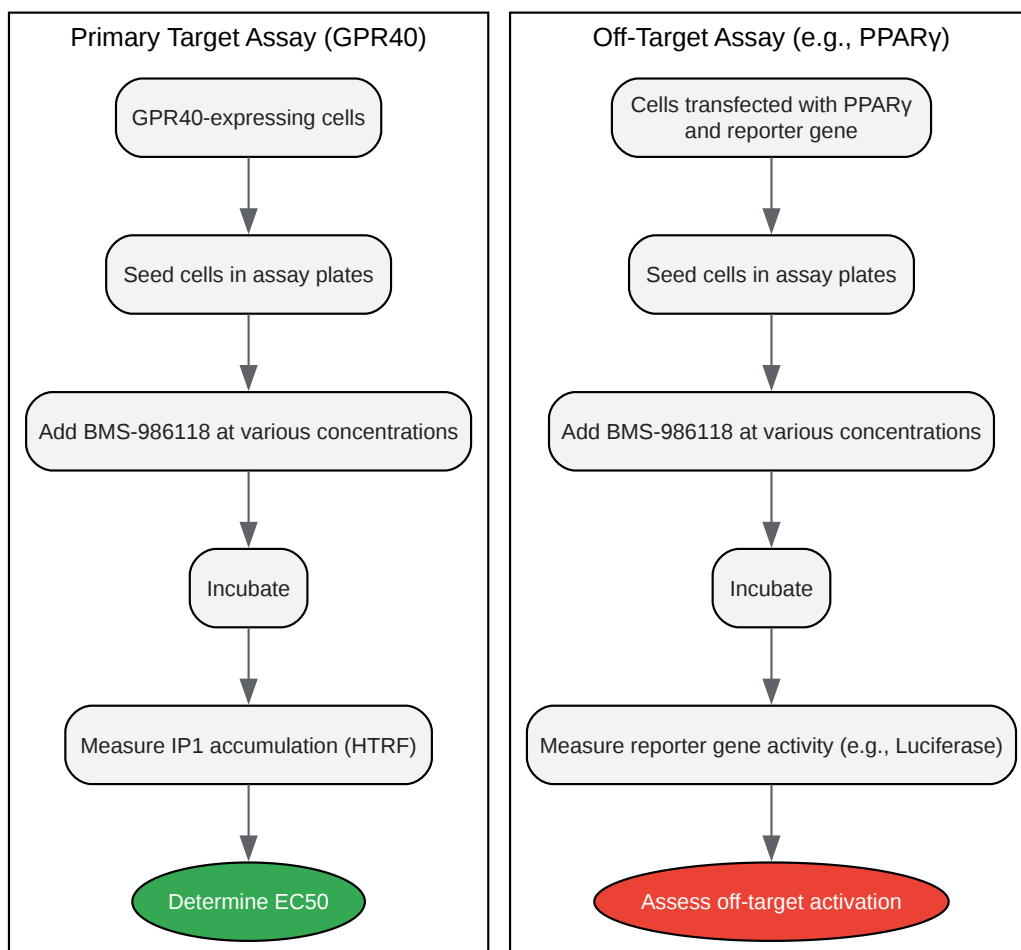 Primary Target Assay (GPR40)
GPR40-expressing cells
Seed cells in assay plates
Add BMS-986118 at various concentrations
Incubate
Measure IP1 accumulation (HTRF)
Determine EC50
Off-Target Assay (e.g., PPARγ)
Cells transfected with PPARγ
and reporter gene
Seed cells in assay plates
Add BMS-986118 at various concentrations
Incubate
Measure reporter gene activity (e.g., Luciferase)
Assess off-target activation